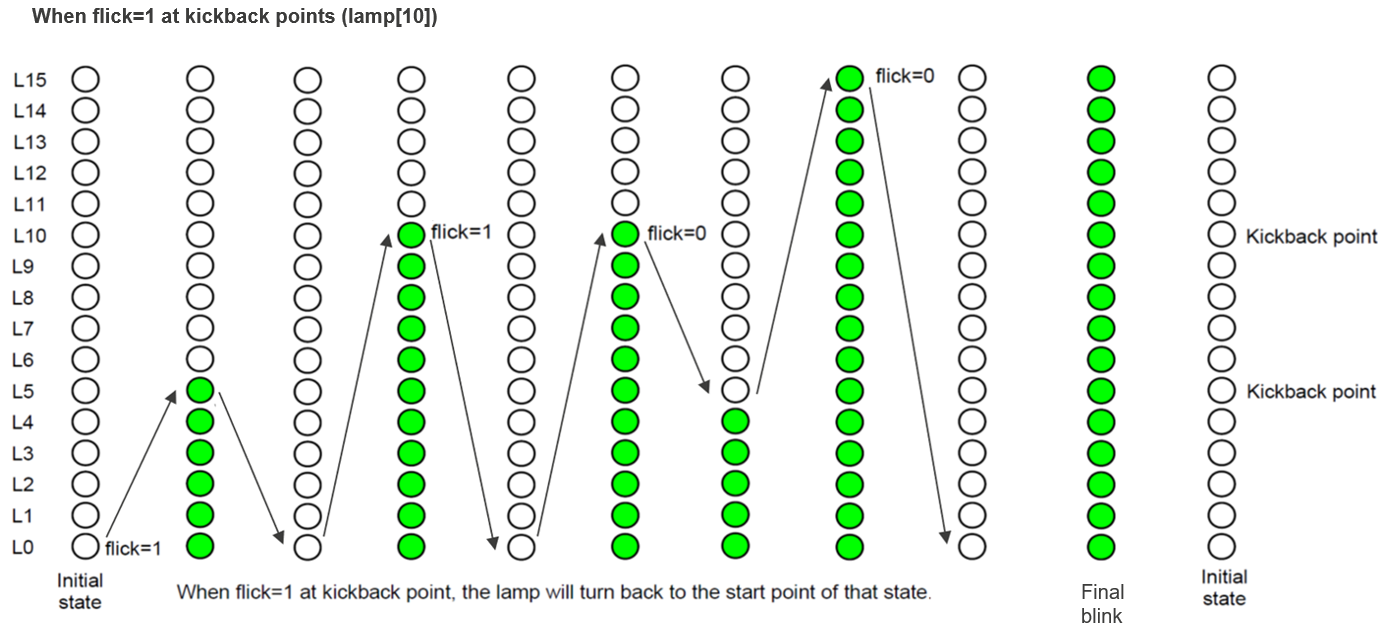 When flick=1 at kickback points (lamp[10])
L15
flick=0
L14
L13
L12
L11
L10
flick=1
flick=0
Kickback point
L9
L8
L7
L6
L5
Kickback point
L4
L3
L2
L1
L0
flick=1
Initial
state
When flick=1 at kickback point, the lamp will turn back to the start point of that state.
Final
blink
Initial
state